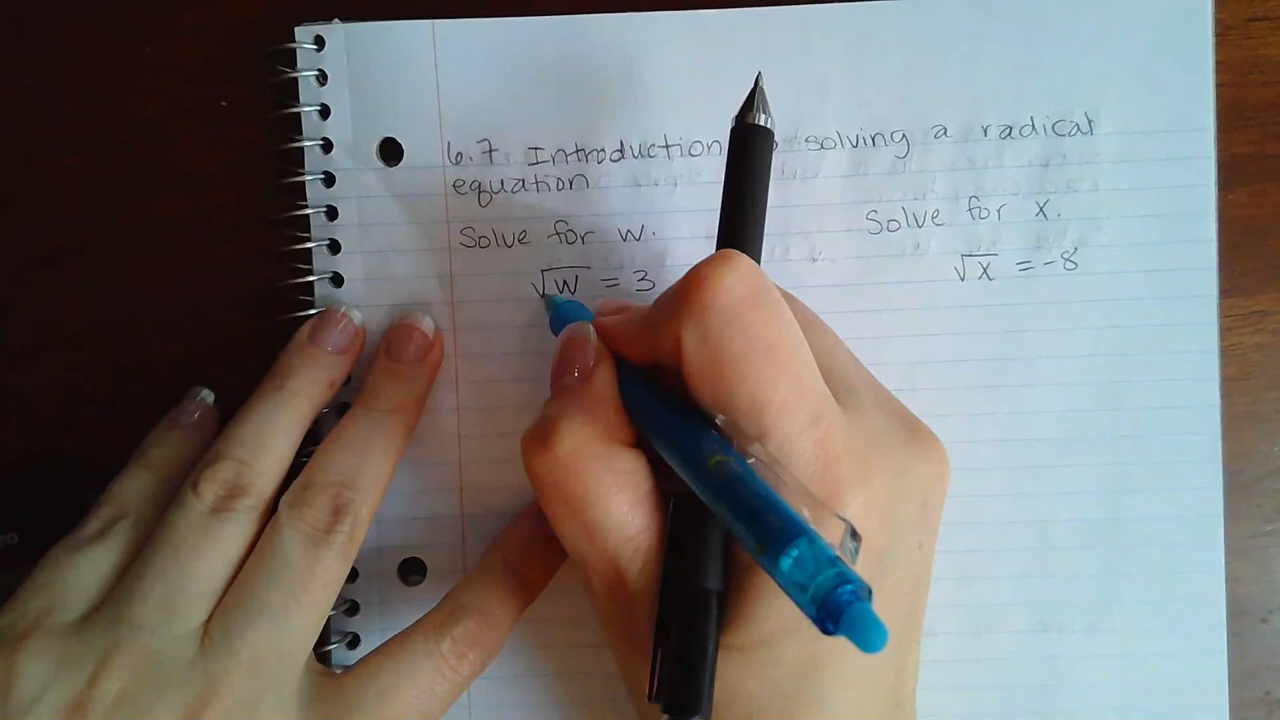 6.7 Introduction solving a radical
equation
Solve for w.
√w = 3
Solve for x.
√x = -8